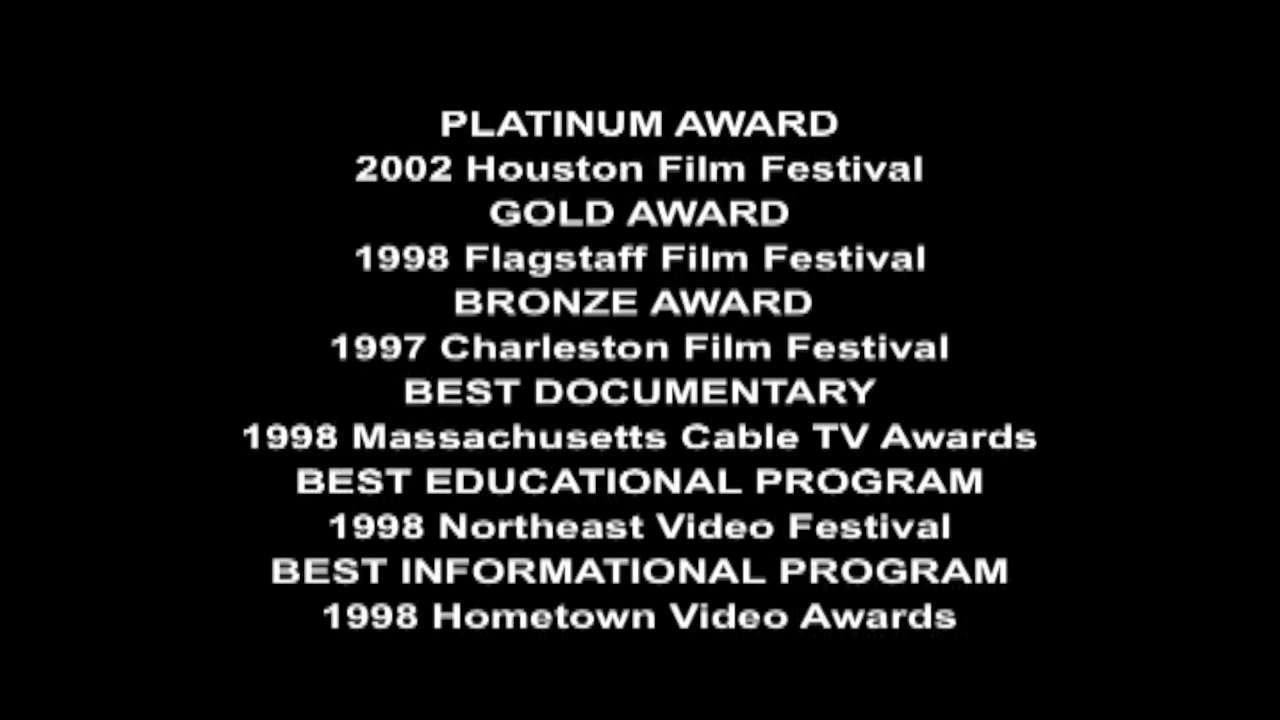 PLATINUM AWARD
2002 Houston Film Festival
GOLD AWARD
1998 Flagstaff Film Festival
BRONZE AWARD
1997 Charleston Film Festival
BEST DOCUMENTARY
1998 Massachusetts Cable TV Awards
BEST EDUCATIONAL PROGRAM
1998 Northeast Video Festival
BEST INFORMATIONAL PROGRAM
1998 Hometown Video Awards